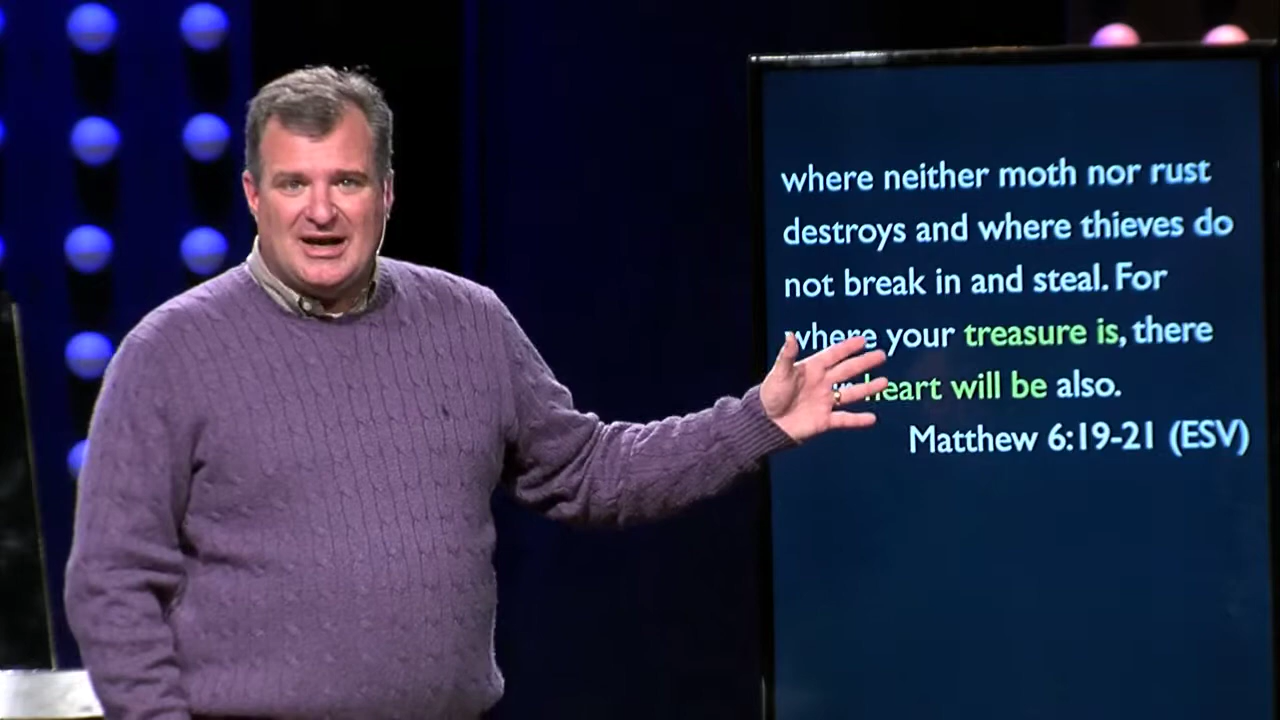 where neither moth nor rust
destroys and where thieves do
not break in and steal. For
where your treasure is, there
heart will be also.
Matthew 6:19-21 (ESV)